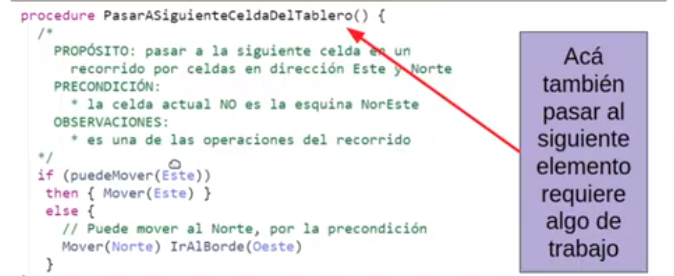 procedure PasarASiguienteCeldaDelTablero() {
/*
PROPÓSITO: pasar a la siguiente celda en un
recorrido por celdas en dirección Este y Norte
PRECONDICIÓN:
* la celda actual NO es la esquina NorEste
OBSERVACIONES:
* es una de las operaciones del recorrido
*/
if (puedeMover(Este))
then { Mover(Este) }
else {
// Puede mover al Norte, por la precondición
Mover(Norte) IrAlBorde(Oeste)
}
Acá
también
pasar al
siguiente
elemento
requiere
algo de
trabajo